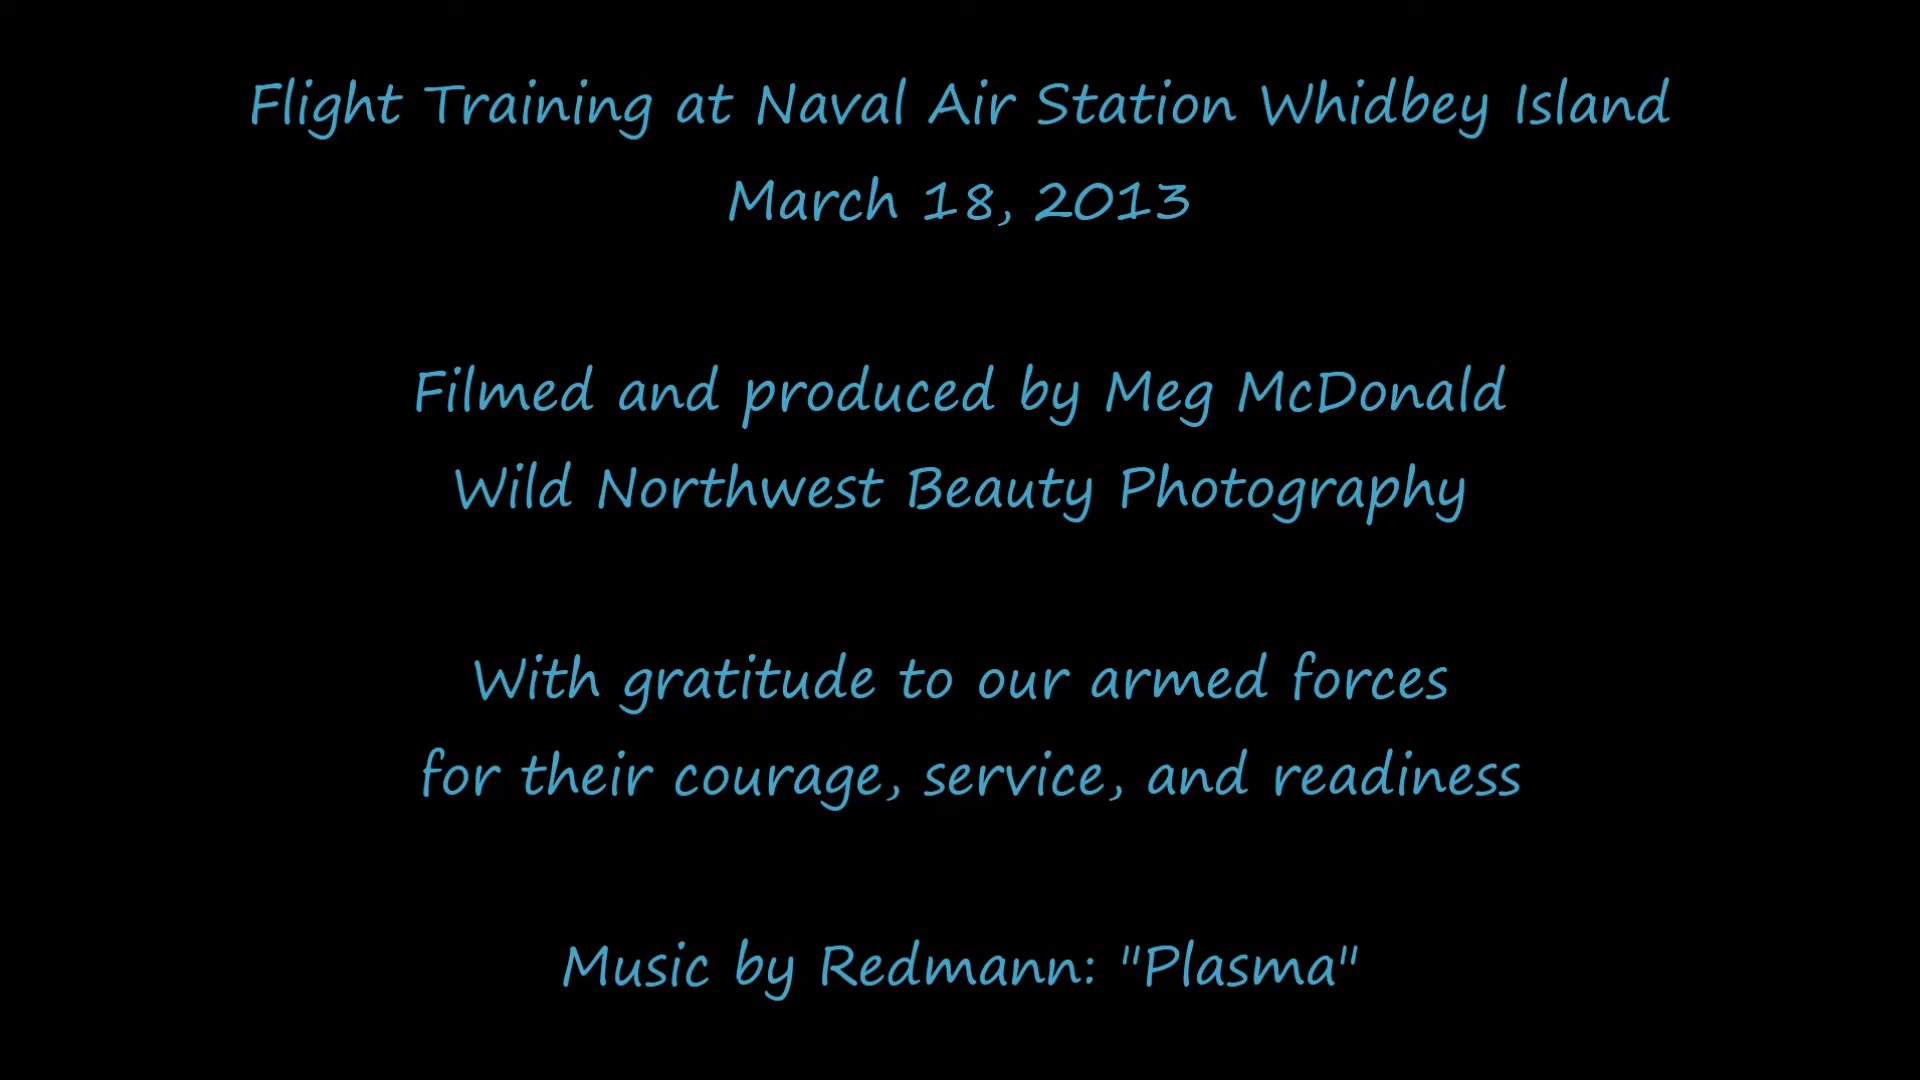 Flight Training at Naval Air Station Whidbey Island
March 18, 2013
Filmed and produced by Meg McDonald
Wild Northwest Beauty Photography
With gratitude to our armed forces
for their courage, service, and readiness
Music by Redmann: "Plasma"